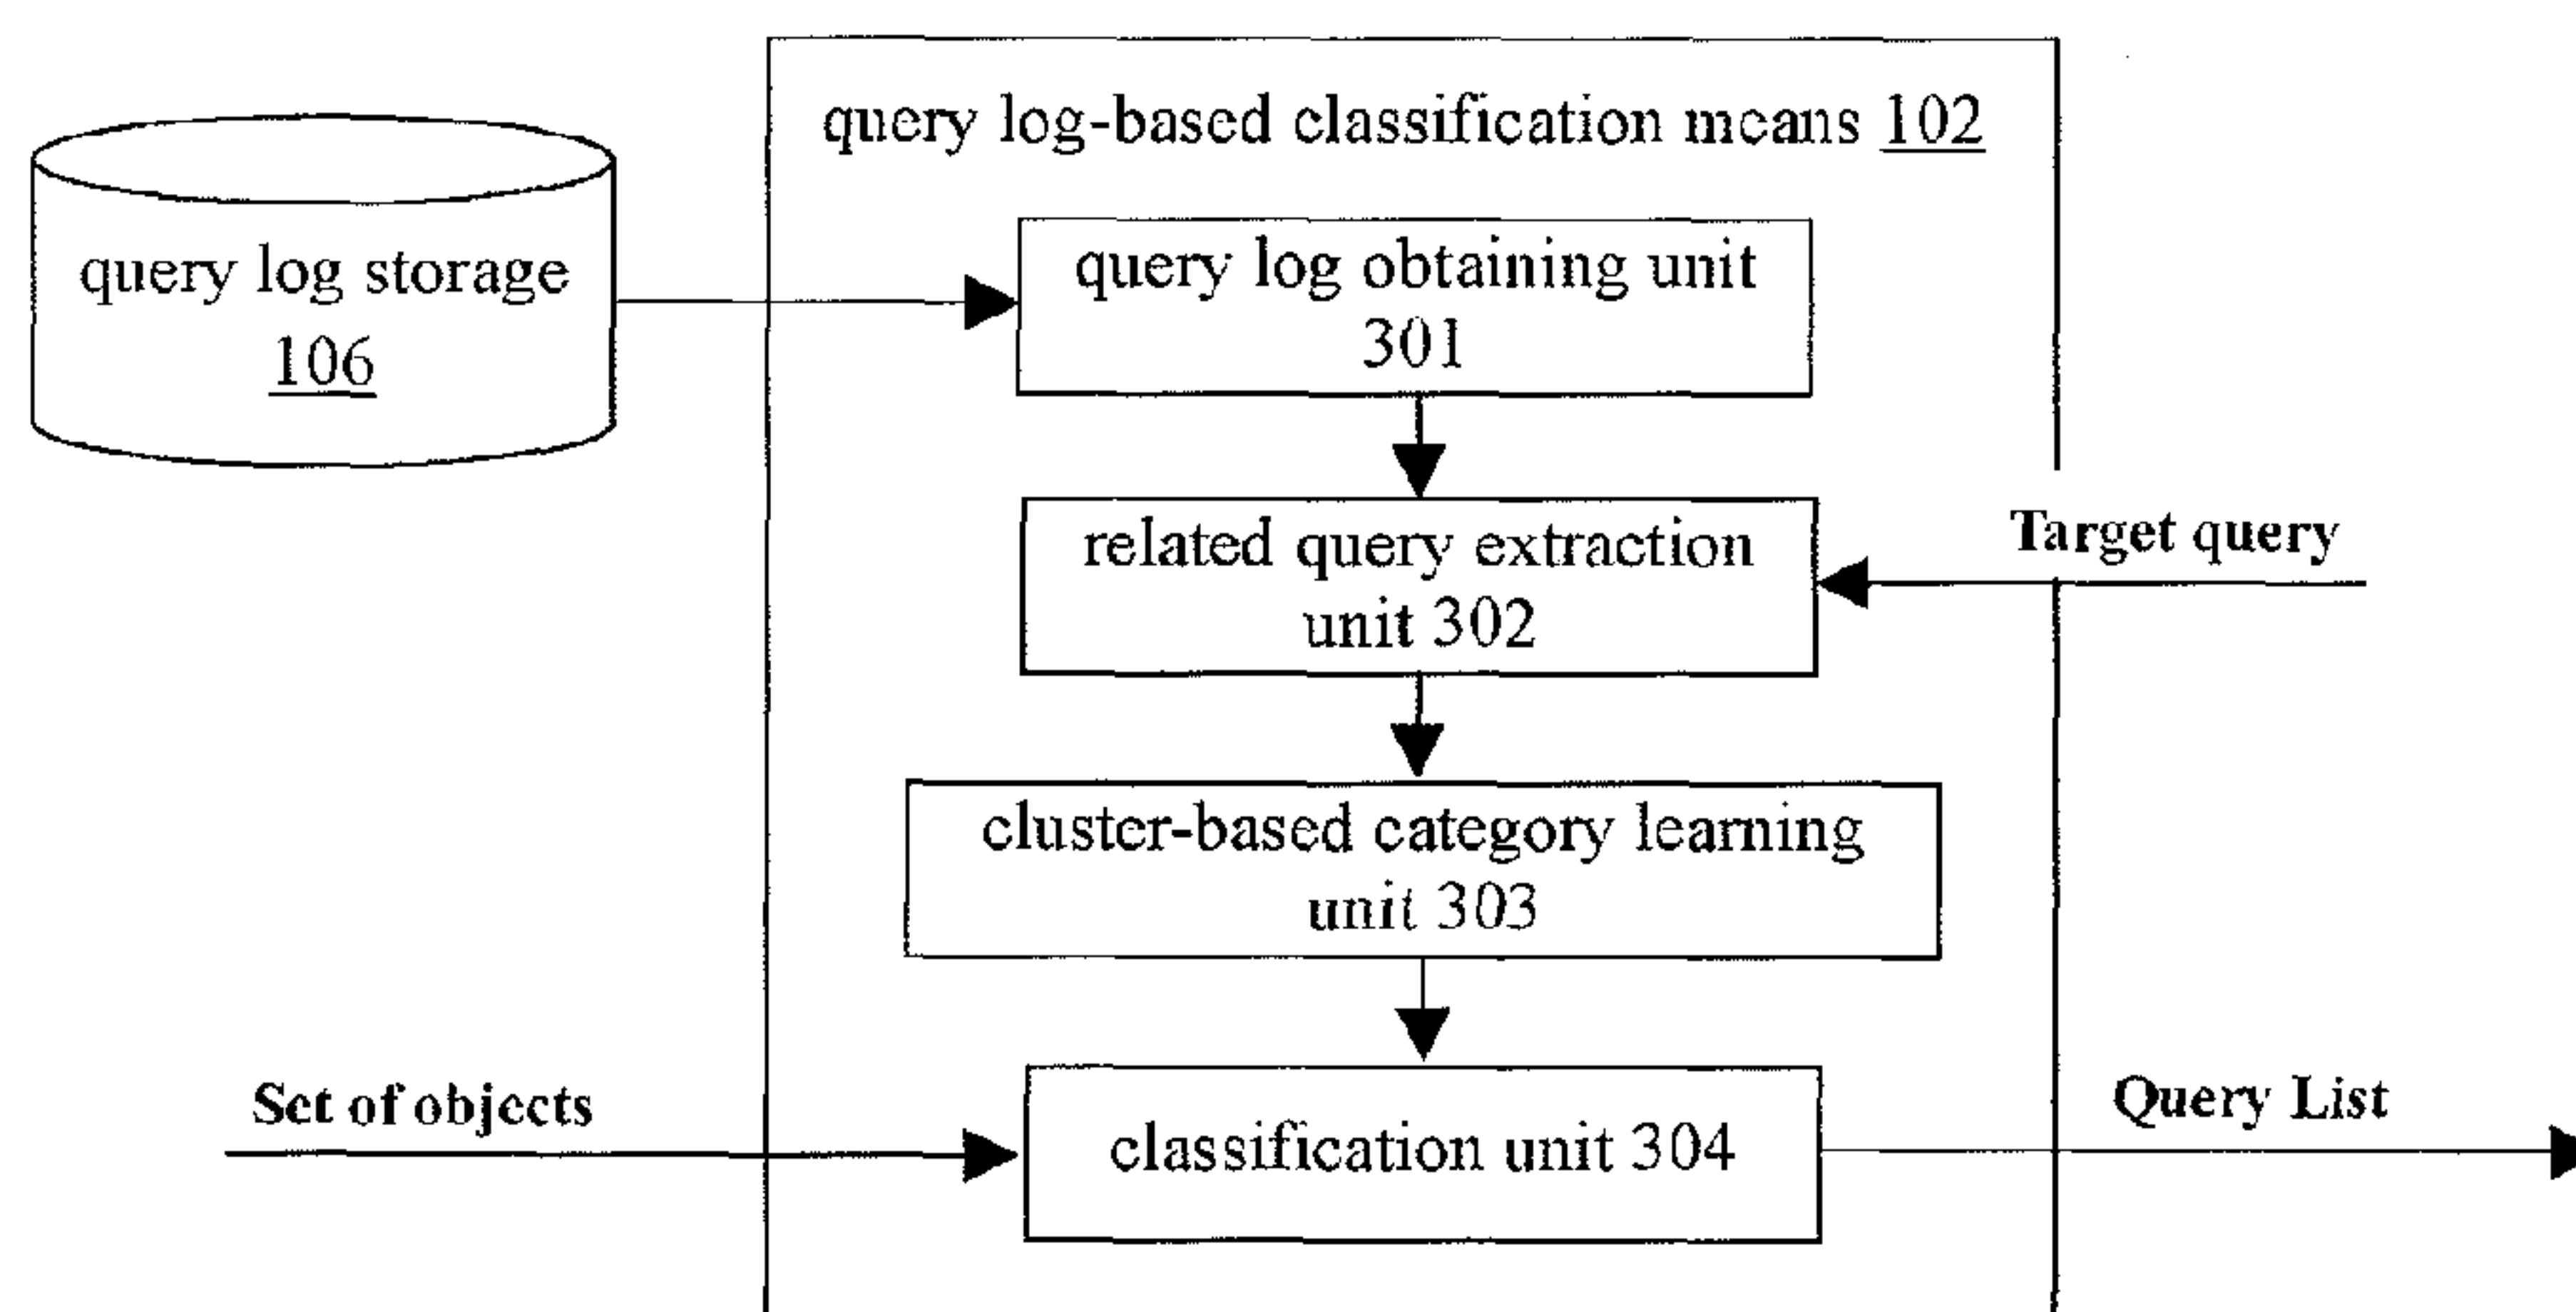 query log-based classification means 102
query log storage
106
query log obtaining unit
301
related query extraction
unit 302
Target query
cluster-based category learning
unit 303
Set of objects
classification unit 304
Query List